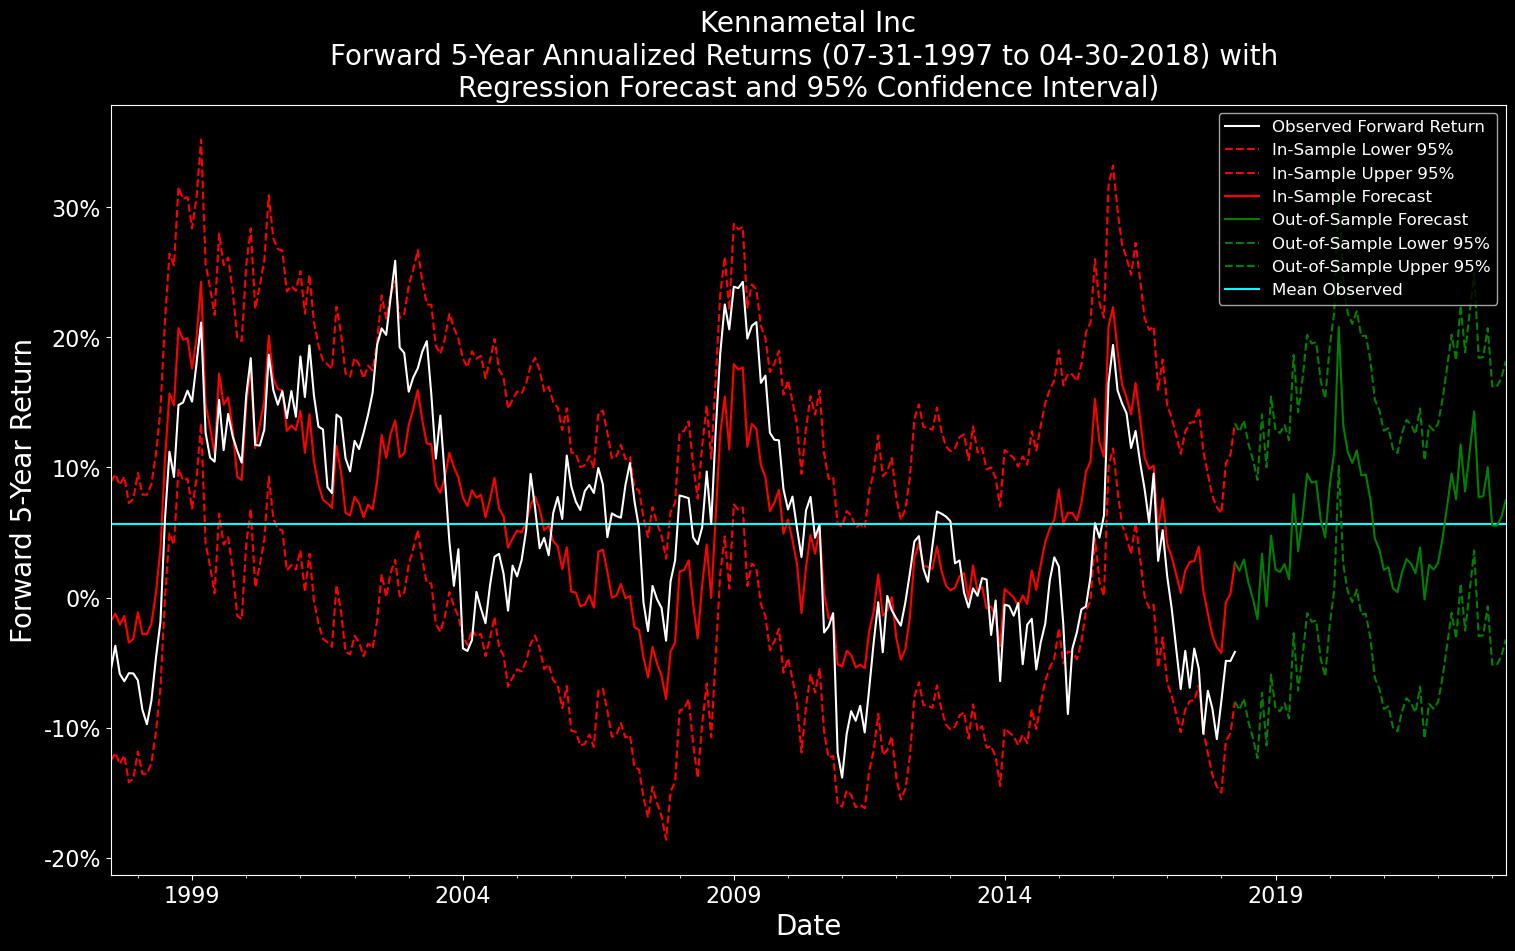 Kennametal Inc
Forward 5-Year Annualized Returns (07-31-1997 to 04-30-2018) with
Regression Forecast and 95% Confidence Interval)
Observed Forward Return
In-Sample Lower 95%
In-Sample Upper 95%
In-Sample Forecast
Out-of-Sample Forecast
Out-of-Sample Lower 95%
Out-of-Sample Upper 95%
Mean Observed
Forward 5-Year Return
30%
20%
10%
0%
-10%
-20%
1999 2004 2009 2014 2019
Date